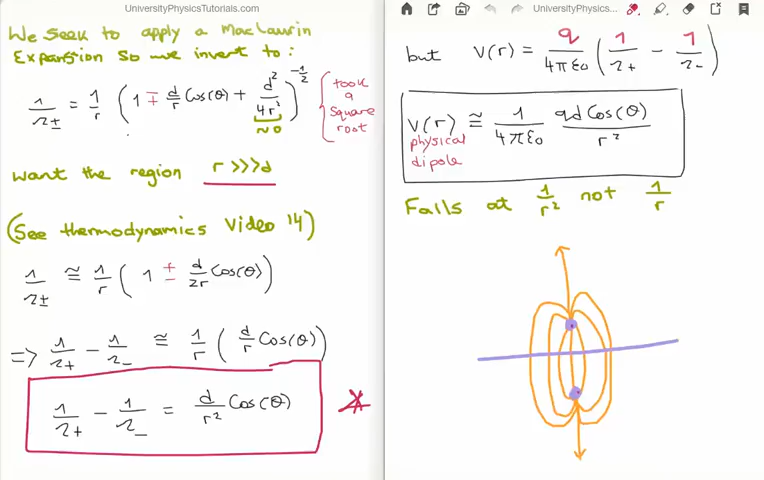 UniversityPhysicsTutorials.com
We seek to apply a Maclaurin
Expansion so we invert to:
1/𝓇± = 1/r (1 ∓ d/r Cos(θ) + d²/4r²)^(-1/2)
≈0
took
a
square
root
want the region r >>> d
(See thermodynamics video 14)
1/𝓇± ≅ 1/r (1 ± d/2r Cos(θ))
=> 1/𝓇+ - 1/𝓇- ≅ 1/r (d/r Cos(θ))
1/𝓇+ - 1/𝓇- = d/r² Cos(θ)
UniversityPhysics...
but V(r) = q/4πε0 (1/𝓇+ - 1/𝓇-)
V(r) ≅ 1/4πε0 qd Cos(θ)/r²
physical
dipole
Falls at 1/r² not 1/r